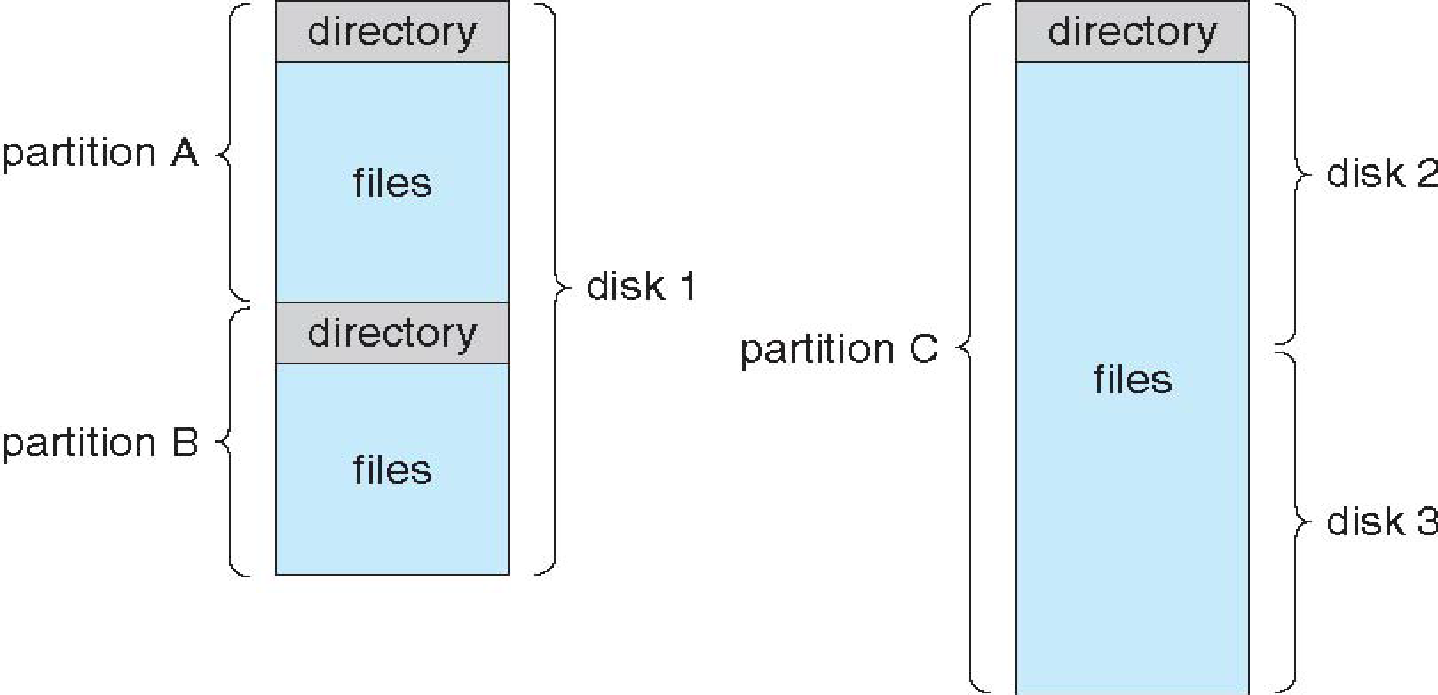 directory
partition A
files
disk 1
directory
partition B
files
directory
disk 2
partition C
files
disk 3